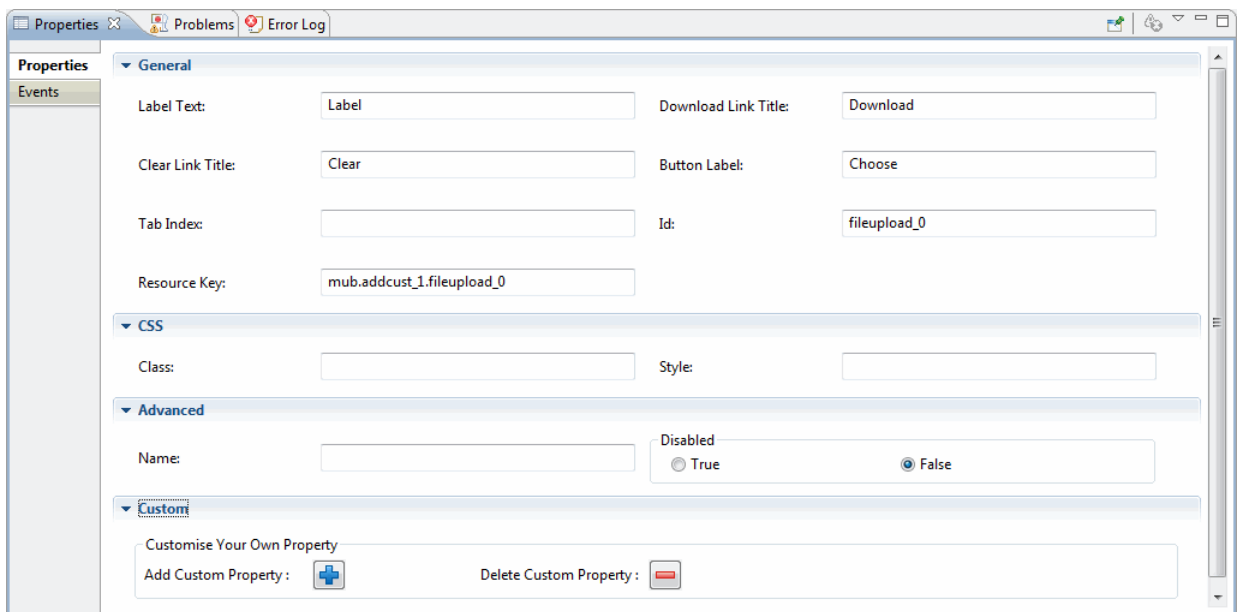 Properties Problems Error Log
Properties
Events
General
Label Text: Label Download Link Title: Download
Clear Link Title: Clear Button Label: Choose
Tab Index: Id: fileupload_0
Resource Key: mub.addcust_1.fileupload_0
CSS
Class: Style:
Advanced
Name: Disabled
True False
Custom
Customise Your Own Property
Add Custom Property : Delete Custom Property :